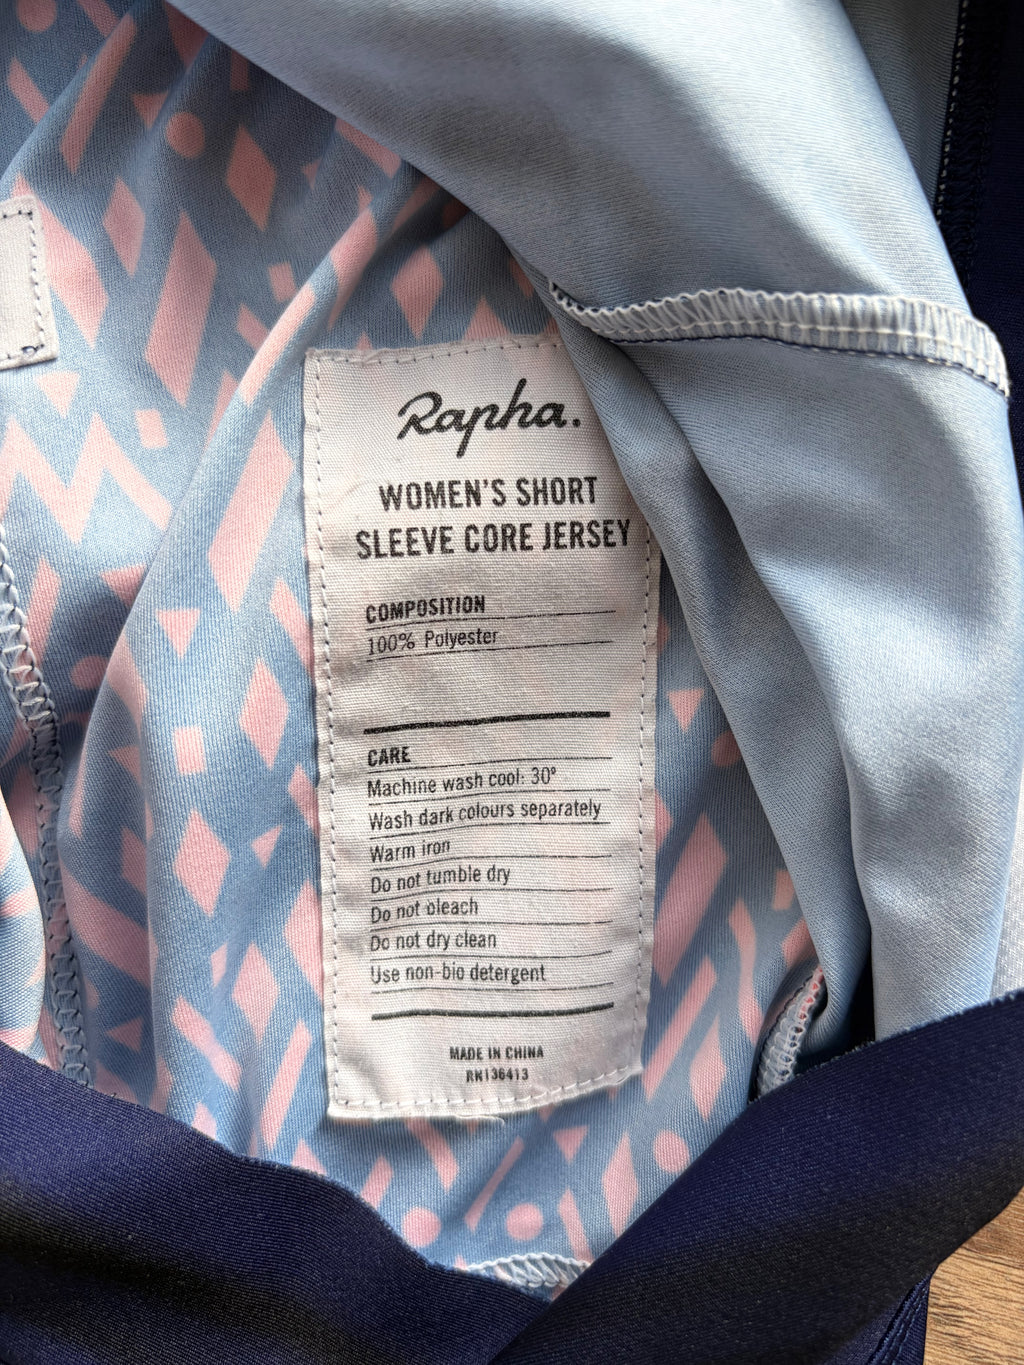 Rapha.
WOMEN'S SHORT
SLEEVE CORE JERSEY
COMPOSITION
100% Polyester
CARE
Machine wash cool: 30°
Wash dark colours separately
Warm iron
Do not tumble dry
Do not bleach
Do not dry clean
Use non-bio detergent
MADE IN CHINA
RK136413